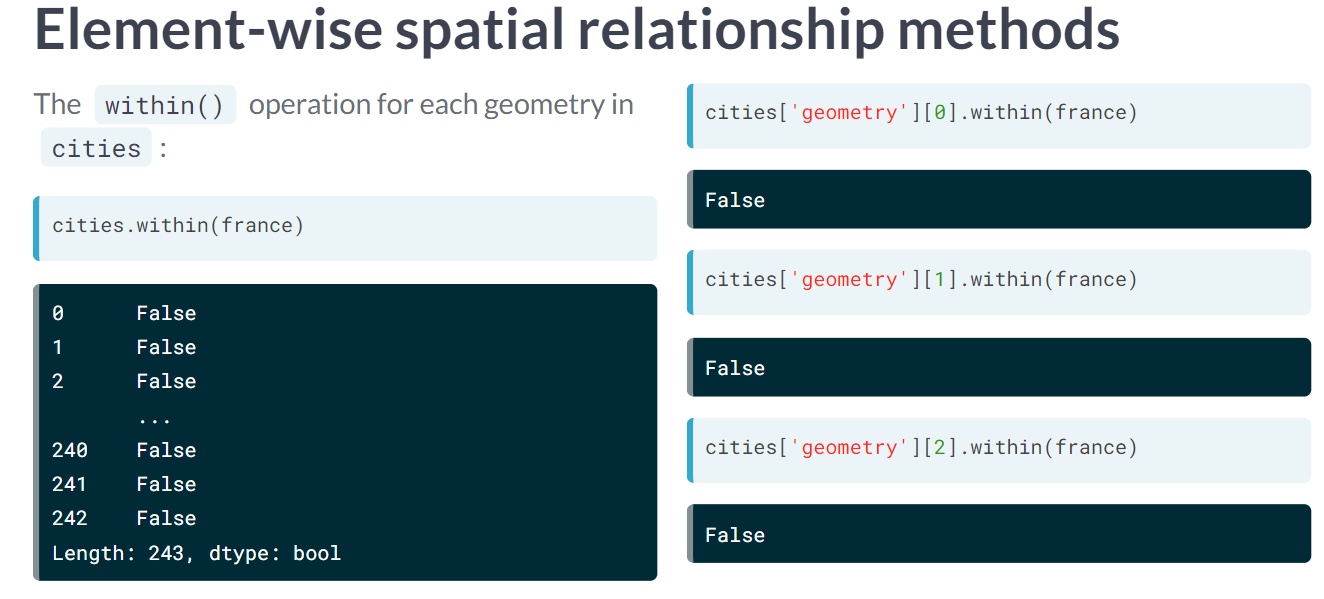 Element-wise spatial relationship methods
The within() operation for each geometry in
cities :
cities.within(france)
0 False
1 False
2 False
...
240 False
241 False
242 False
Length: 243, dtype: bool
cities['geometry'][0].within(france)
False
cities['geometry'][1].within(france)
False
cities['geometry'][2].within(france)
False